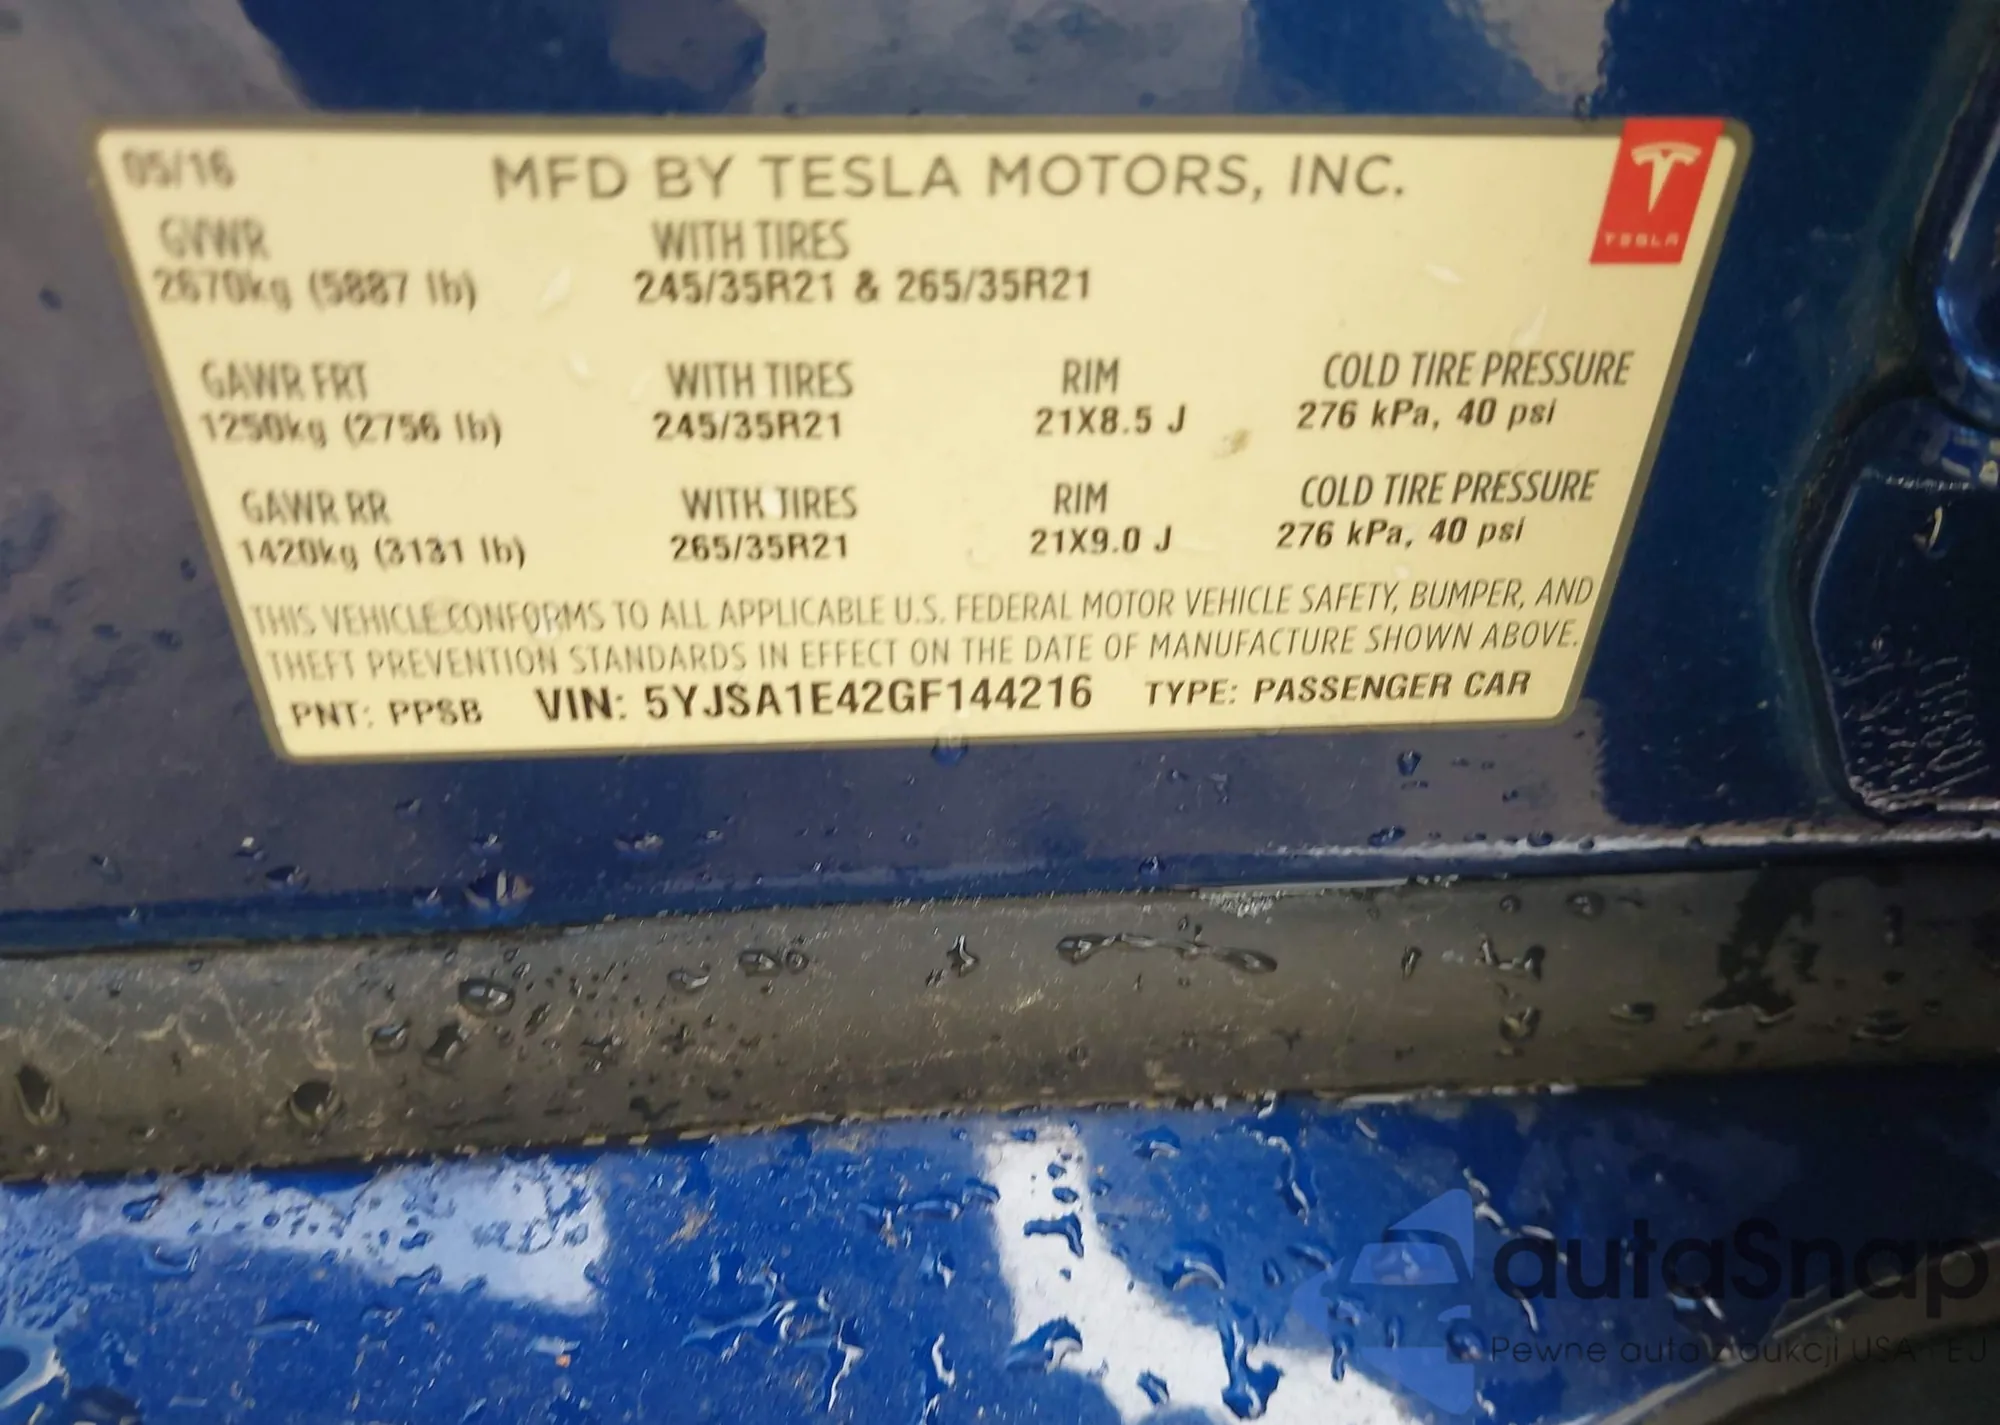 05/16 MFD BY TESLA MOTORS, INC.
TESLA
GVWR WITH TIRES
2670kg (5887 lb) 245/35R21 & 265/35R21
GAWR FRT WITH TIRES RIM COLD TIRE PRESSURE
1250kg (2756 lb) 245/35R21 21X8.5 J 276 kPa, 40 psi
GAWR RR WITH TIRES RIM COLD TIRE PRESSURE
1420kg (3131 lb) 265/35R21 21X9.0 J 276 kPa, 40 psi
THIS VEHICLE CONFORMS TO ALL APPLICABLE U.S. FEDERAL MOTOR VEHICLE SAFETY, BUMPER, AND
THEFT PREVENTION STANDARDS IN EFFECT ON THE DATE OF MANUFACTURE SHOWN ABOVE.
PNT: PPSB VIN: 5YJSA1E42GF144216 TYPE: PASSENGER CAR
autaSnap
Pewne auta z aukcji USA